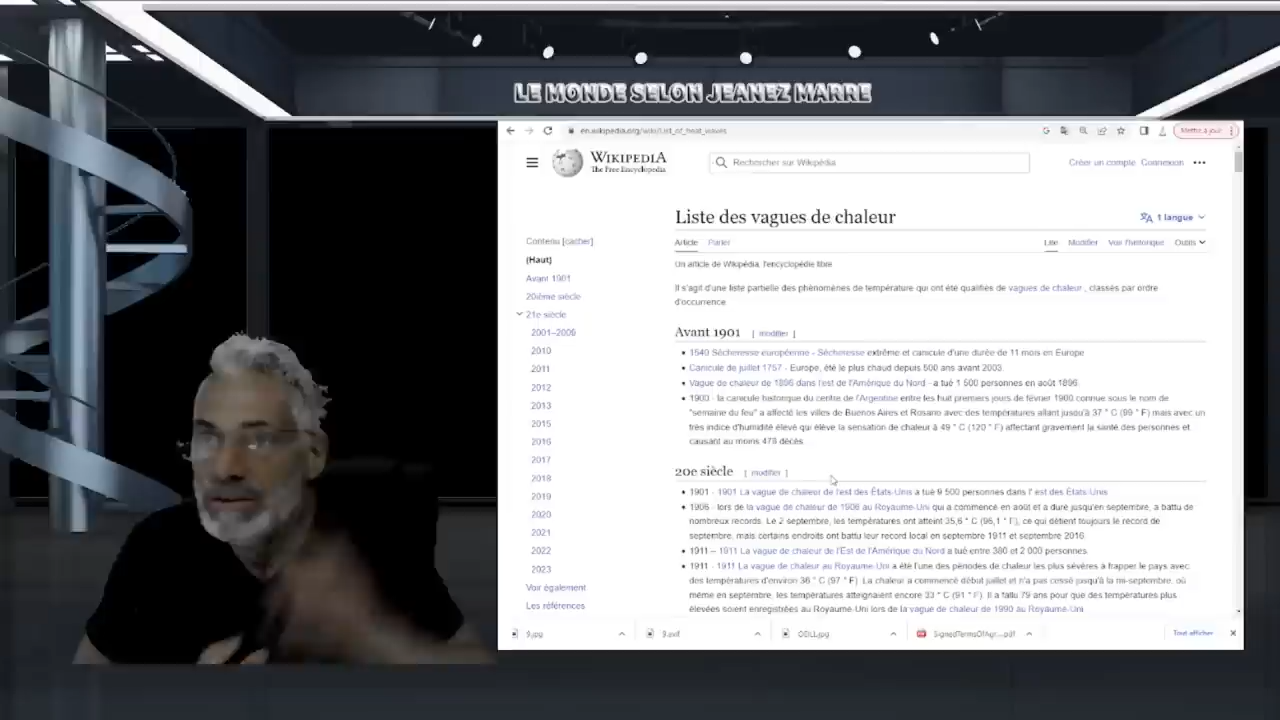 LE MONDE SELON JEANEZ MARRE
en.wikipedia.org/wiki/List_of_heat_waves
Mettre à jour
WIKIPEDIA
The Free Encyclopedia
Rechercher sur Wikipédia
Créer un compte Connexion
Liste des vagues de chaleur
1 langue
Contenu [cacher]
(Haut)
Avant 1901
20ième siècle
21e siècle
2001–2006
2010
2011
2012
2013
2015
2016
2017
2018
2019
2020
2021
2022
2023
Voir également
Les références
Article Parler Lire Modifier Voir l'historique Outils
Un article de Wikipédia, l'encyclopédie libre
Il s'agit d'une liste partielle des phénomènes de température qui ont été qualifiés de vagues de chaleur , classés par ordre
d'occurrence.
Avant 1901 [ modifier ]
1540 Sécheresse européenne - Sécheresse extrême et canicule d'une durée de 11 mois en Europe
Canicule de juillet 1757 - Europe, été le plus chaud depuis 500 ans avant 2003.
Vague de chaleur de 1896 dans l'est de l'Amérique du Nord - a tué 1 500 personnes en août 1896.
1900 - la canicule historique du centre de l'Argentine entre les huit premiers jours de février 1900 connue sous le nom de
"semaine du feu" a affecté les villes de Buenos Aires et Rosario avec des températures allant jusqu'à 37 ° C (99 ° F) mais avec un
très indice d'humidité élevé qui élève la sensation de chaleur à 49 ° C (120 ° F) affectant gravement la santé des personnes et
causant au moins 478 décès.
20e siècle [ modifier ]
1901 - 1901 La vague de chaleur de l'est des États-Unis a tué 9 500 personnes dans l' est des États-Unis
1906 - lors de la vague de chaleur de 1906 au Royaume-Uni qui a commencé en août et a duré jusqu'en septembre, a battu de
nombreux records. Le 2 septembre, les températures ont atteint 35,6 ° C (96,1 ° F), ce qui détient toujours le record de
septembre, mais certains endroits ont battu leur record local en septembre 1911 et septembre 2016.
1911 – 1911 La vague de chaleur de l'Est de l'Amérique du Nord a tué entre 380 et 2 000 personnes.
1911 - 1911 La vague de chaleur au Royaume-Uni a été l'une des périodes de chaleur les plus sévères à frapper le pays avec
des températures d'environ 36 ° C (97 ° F). La chaleur a commencé début juillet et n'a pas cessé jusqu'à la mi-septembre, où
même en septembre, les températures atteignaient encore 33 ° C (91 ° F). Il a fallu 79 ans pour que des températures plus
élevées soient enregistrées au Royaume-Uni lors de la vague de chaleur de 1990 au Royaume-Uni
9.jpg
9.avif
SignedTermsOfAgr....pdf
Tout afficher